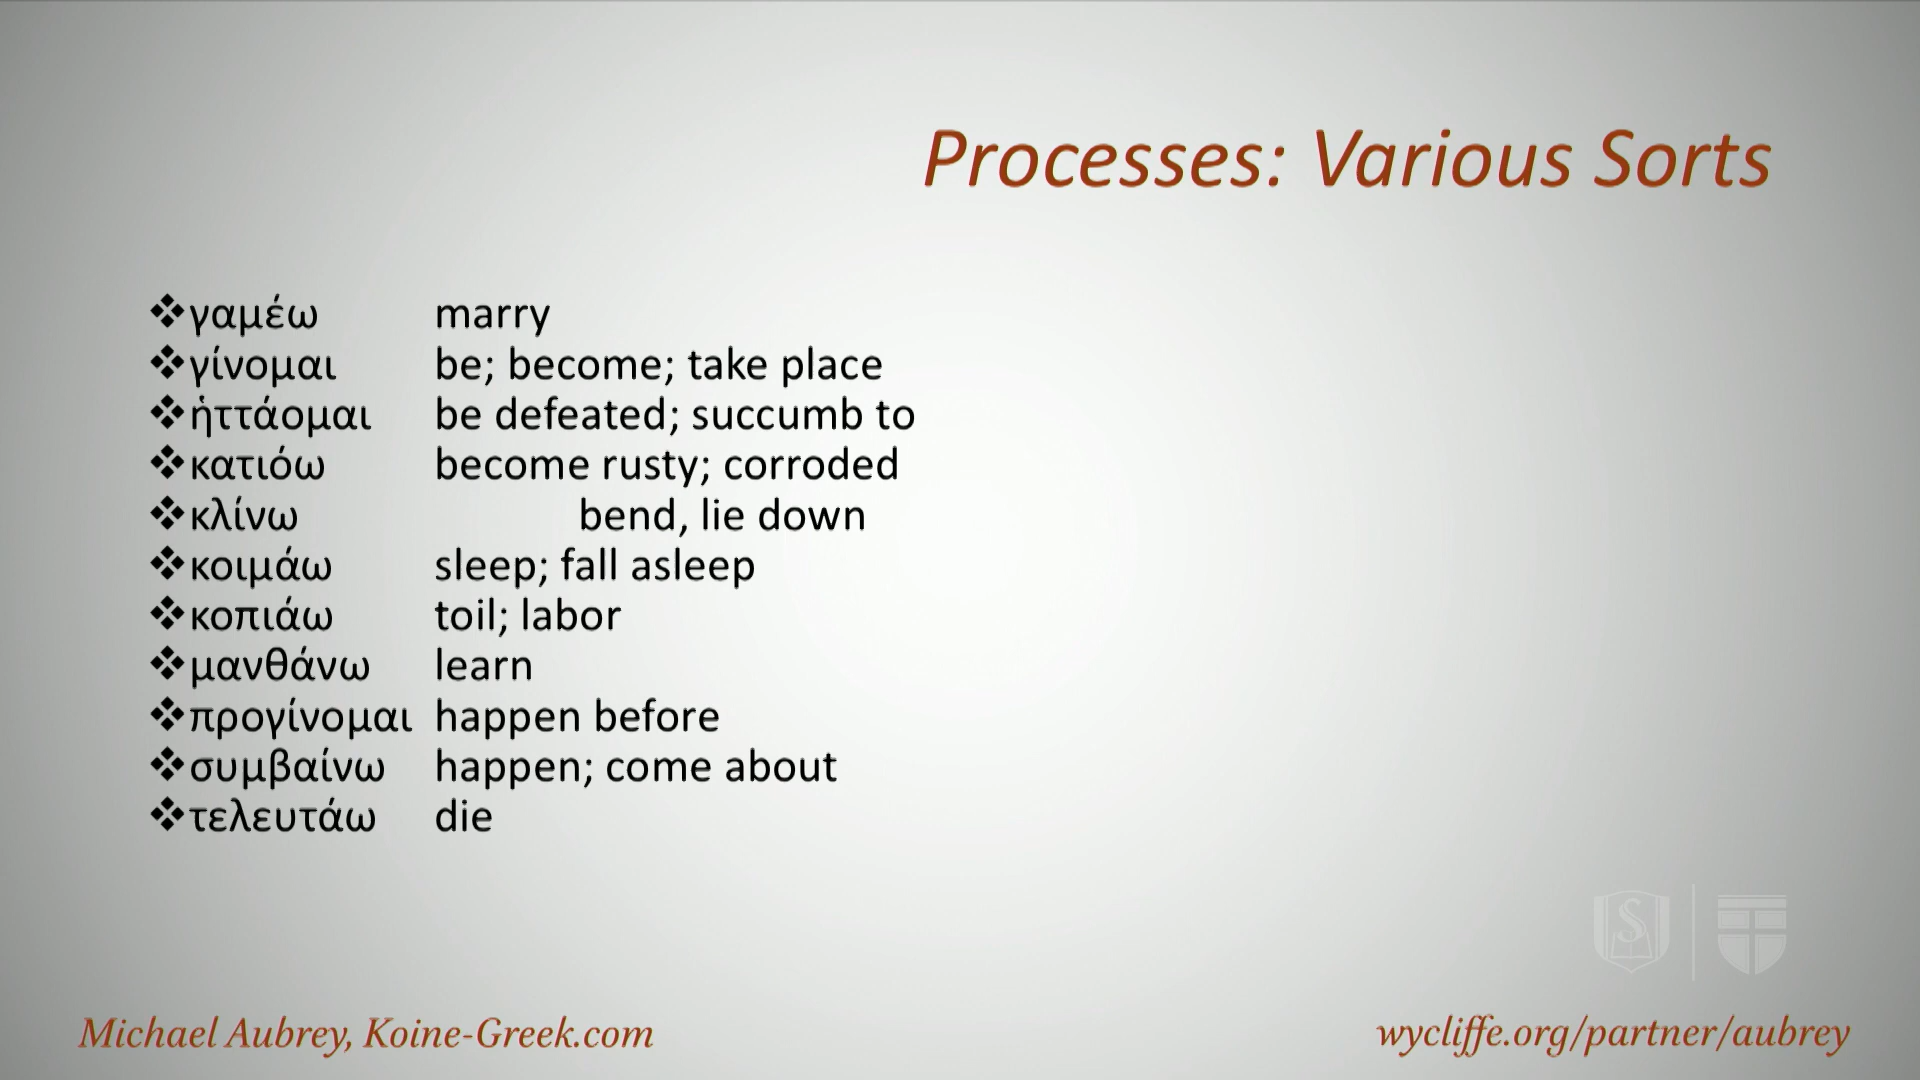 Processes: Various Sorts
❖γαμέω marry
❖γίνομαι be; become; take place
❖ἡττάομαι be defeated; succumb to
❖κατιόω become rusty; corroded
❖κλίνω bend, lie down
❖κοιμάω sleep; fall asleep
❖κοπιάω toil; labor
❖μανθάνω learn
❖προγίνομαι happen before
❖συμβαίνω happen; come about
❖τελευτάω die
Michael Aubrey, Koine-Greek.com
wycliffe.org/partner/aubrey